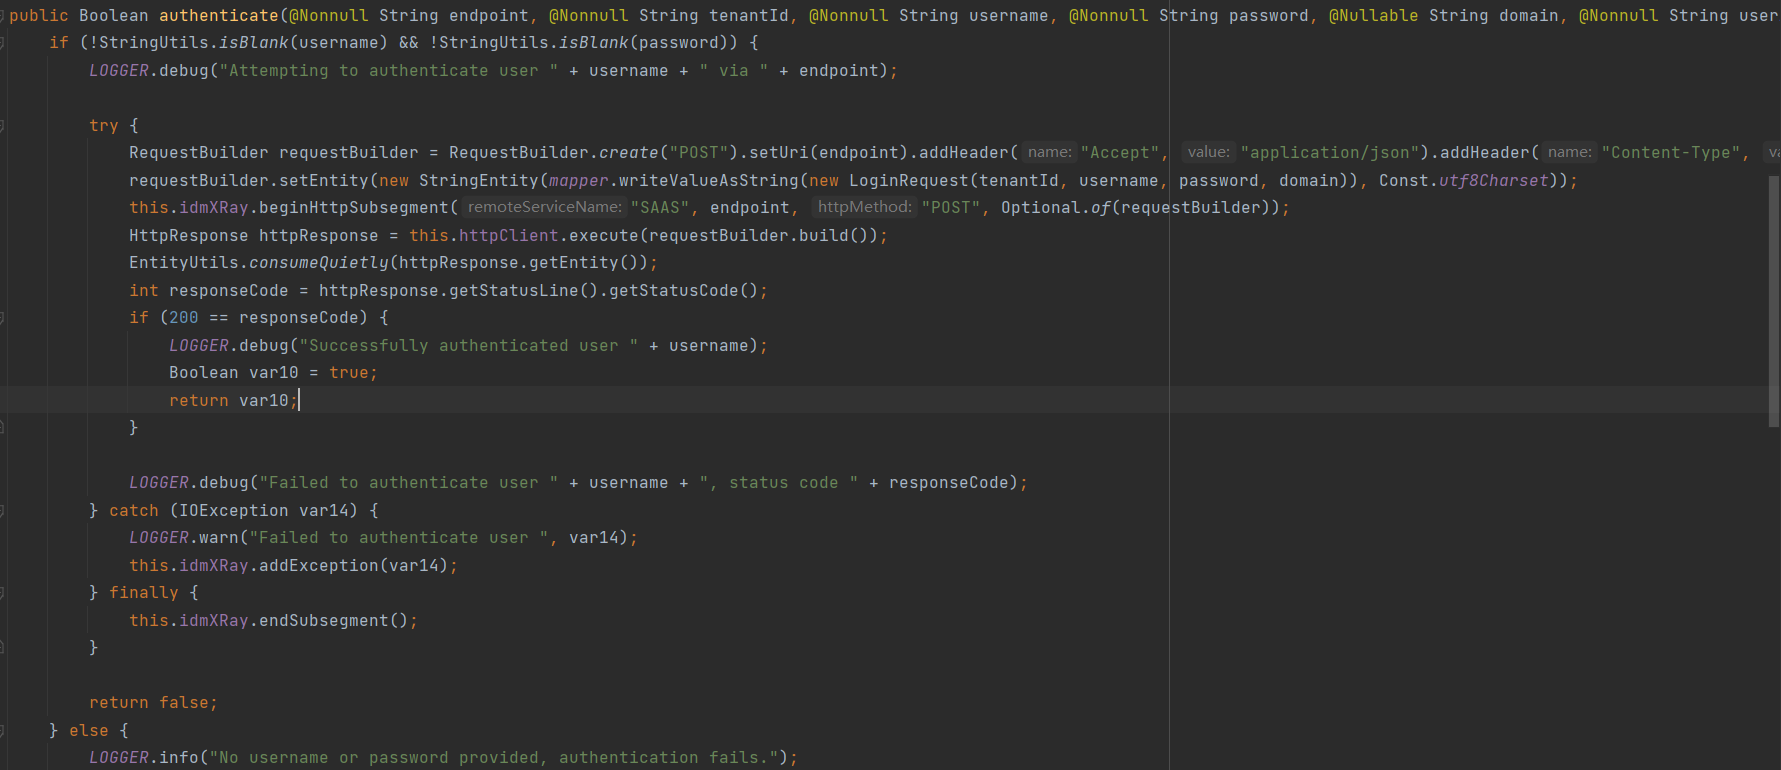 public Boolean authenticate(@Nonnull String endpoint, @Nonnull String tenantId, @Nonnull String username, @Nonnull String password, @Nullable String domain, @Nonnull String user
if (!StringUtils.isBlank(username) && !StringUtils.isBlank(password)) {
LOGGER.debug("Attempting to authenticate user " + username + " via " + endpoint);
try {
RequestBuilder requestBuilder = RequestBuilder.create("POST").setUri(endpoint).addHeader( name: "Accept", value: "application/json").addHeader( name: "Content-Type", va
requestBuilder.setEntity(new StringEntity(mapper.writeValueAsString(new LoginRequest(tenantId, username, password, domain)), Const.utf8Charset));
this.idmXRay.beginHttpSubsegment( remoteServiceName: "SAAS", endpoint, httpMethod: "POST", Optional.of(requestBuilder));
HttpResponse httpResponse = this.httpClient.execute(requestBuilder.build());
EntityUtils.consumeQuietly(httpResponse.getEntity());
int responseCode = httpResponse.getStatusLine().getStatusCode();
if (200 == responseCode) {
LOGGER.debug("Successfully authenticated user " + username);
Boolean var10 = true;
return var10;
}
LOGGER.debug("Failed to authenticate user " + username + ", status code " + responseCode);
} catch (IOException var14) {
LOGGER.warn("Failed to authenticate user ", var14);
this.idmXRay.addException(var14);
} finally {
this.idmXRay.endSubsegment();
}
return false;
} else {
LOGGER.info("No username or password provided, authentication fails.");